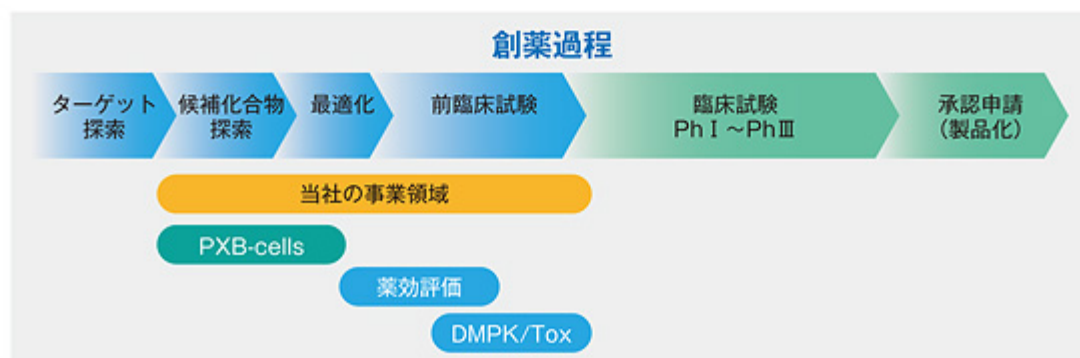 創薬過程
ターゲット
探索
候補化合物
探索
最適化
前臨床試験
臨床試験
PhⅠ～PhⅢ
承認申請
（製品化）
当社の事業領域
PXB-cells
薬効評価
DMPK/Tox